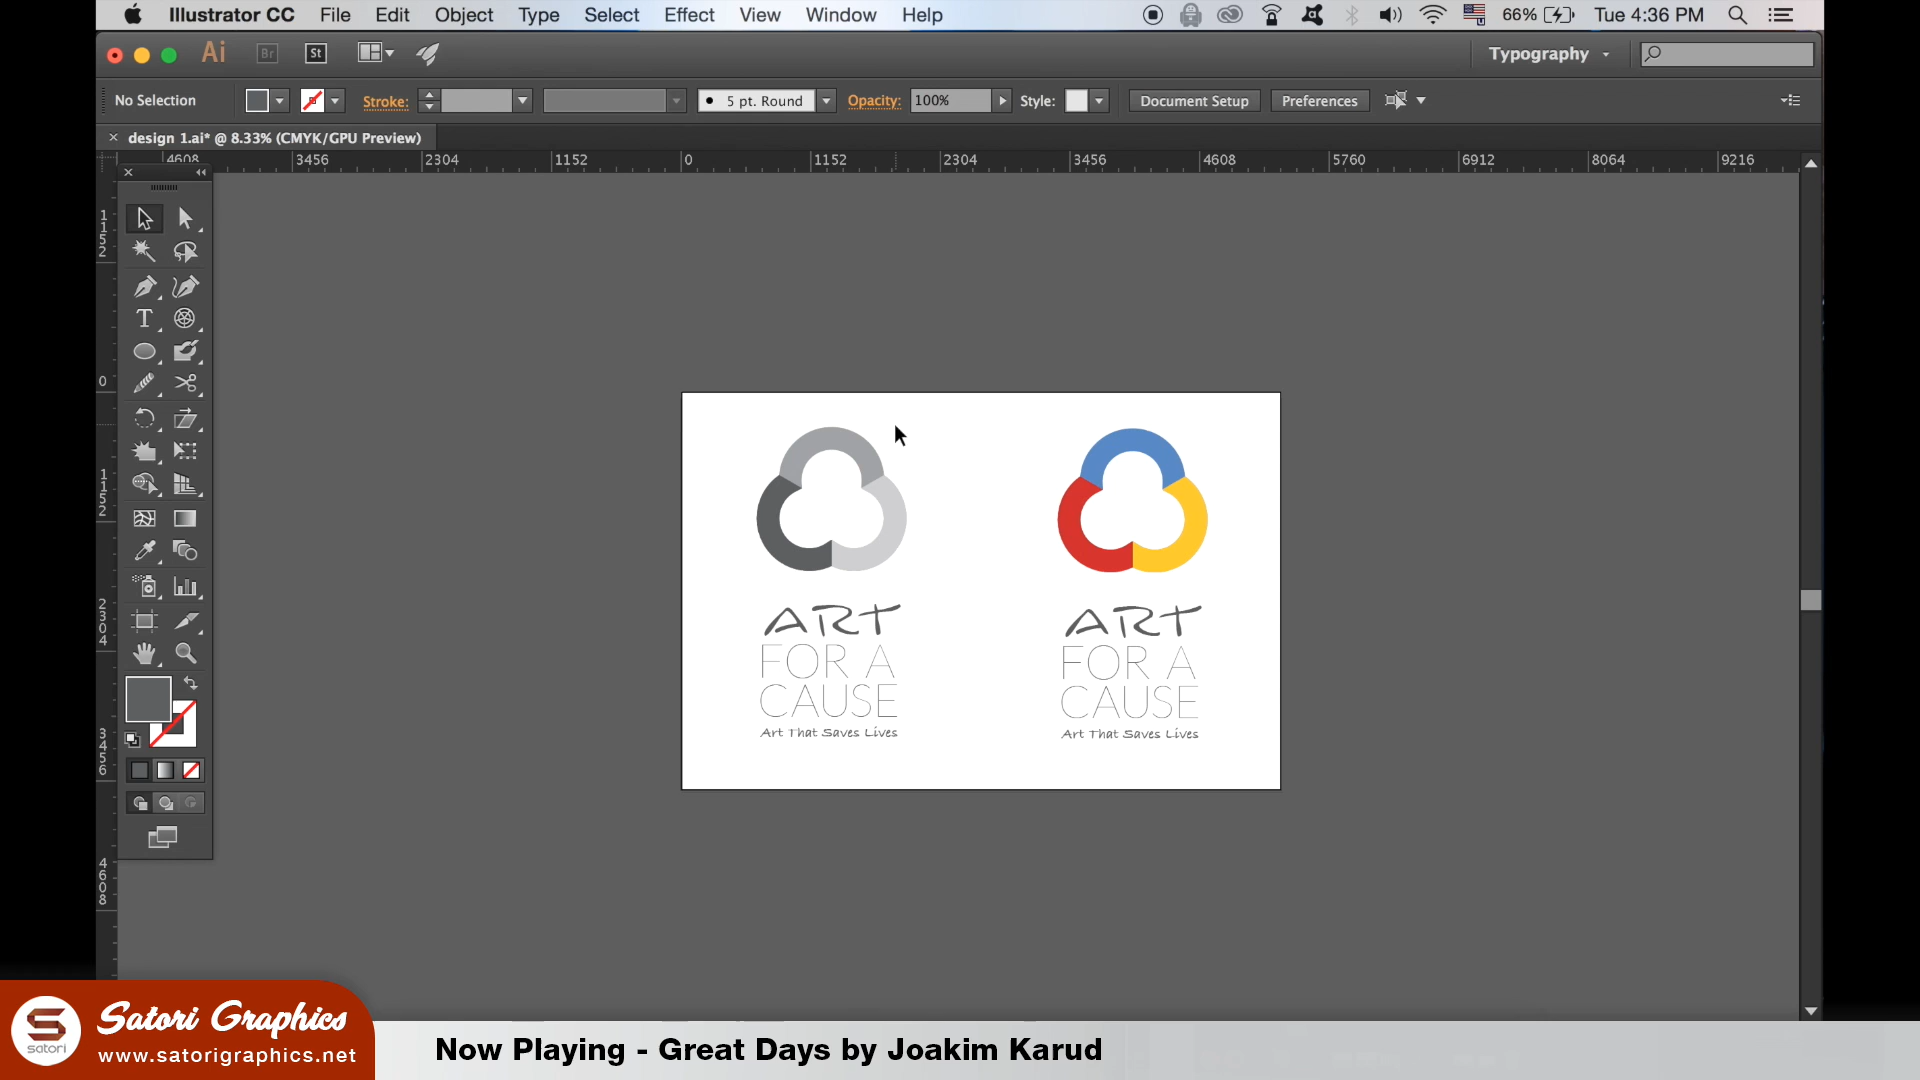 Illustrator CC File Edit Object Type Select Effect View Window Help 66% Tue 4:36 PM
Ai Br St Typography
No Selection Stroke: 5 pt. Round Opacity: 100% Style: Document Setup Preferences
design 1.ai* @ 8.33% (CMYK/GPU Preview)
4608 3456 2304 1152 0 1152 2304 3456 4608 5760 6912 8064 9216
1152
0
1152
2304
3456
4608
ART
FOR A
CAUSE
Art That Saves Lives
ART
FOR A
CAUSE
Art That Saves Lives
Satori Graphics
satori
www.satorigraphics.net
Now Playing - Great Days by Joakim Karud